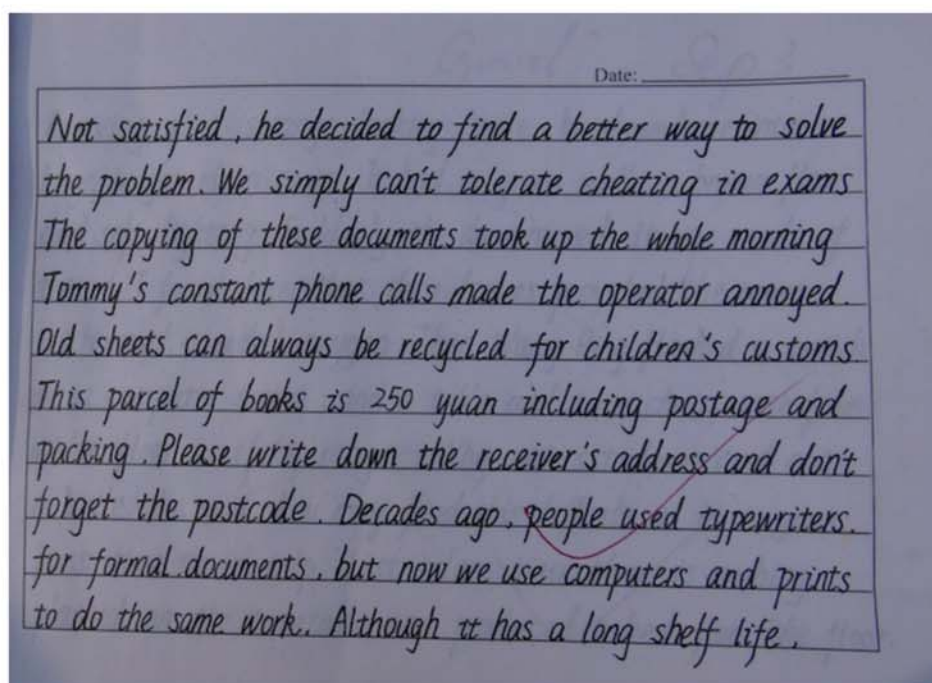 Date:
Not satisfied, he decided to find a better way to solve
the problem. We simply can't tolerate cheating in exams
The copying of these documents took up the whole morning
Tommy's constant phone calls made the operator annoyed.
Old sheets can always be recycled for children's customs
This parcel of books is 250 yuan including postage and
packing. Please write down the receiver's address and don't
forget the postcode. Decades ago, people used typewriters.
for formal documents, but now we use computers and prints
to do the same work. Although it has a long shelf life,